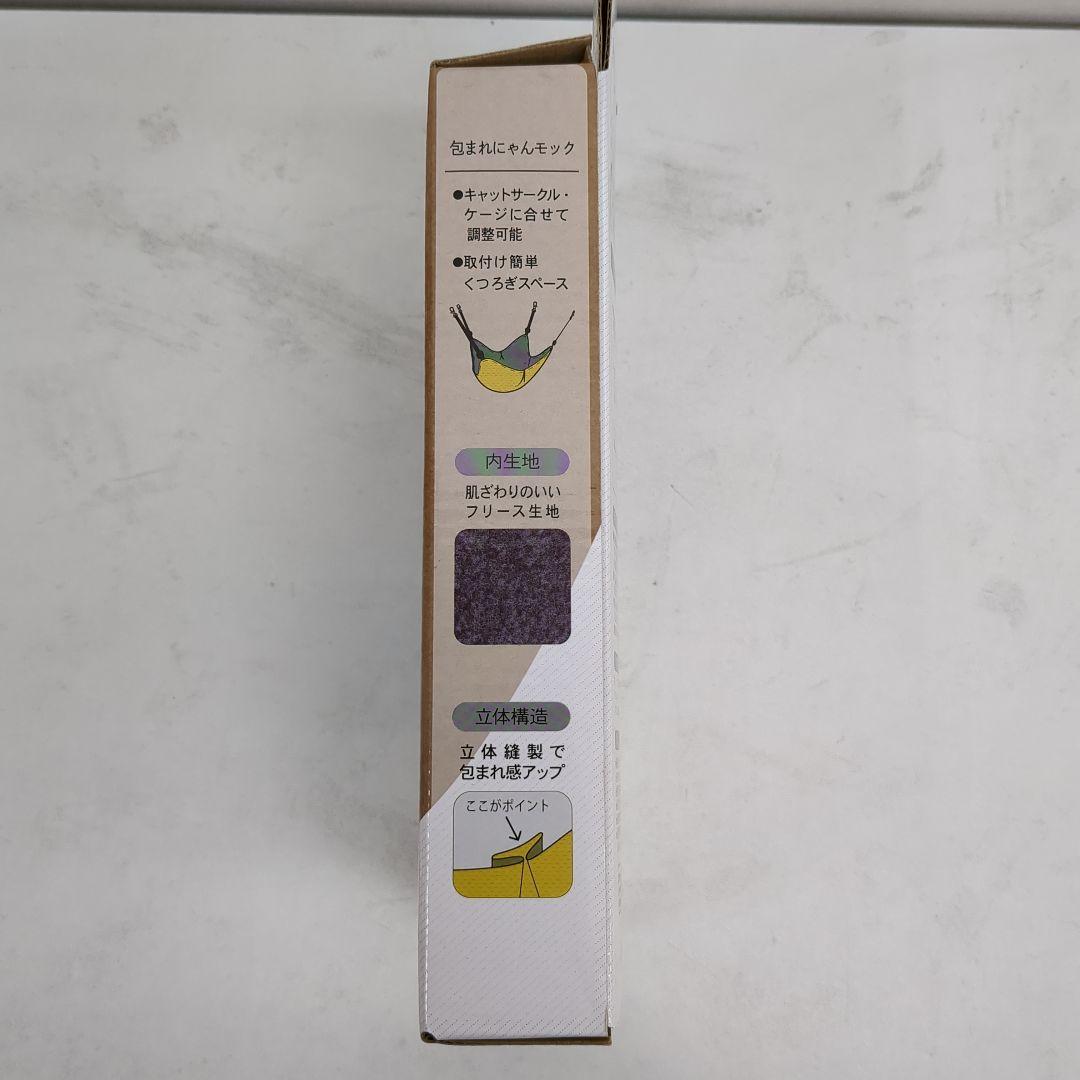 包まれにゃんモック
●キャットサークル・
ケージに合せて
調整可能
●取付け簡単
くつろぎスペース
内生地
肌ざわりのいい
フリース生地
立体構造
立体縫製で
包まれ感アップ
ここがポイント